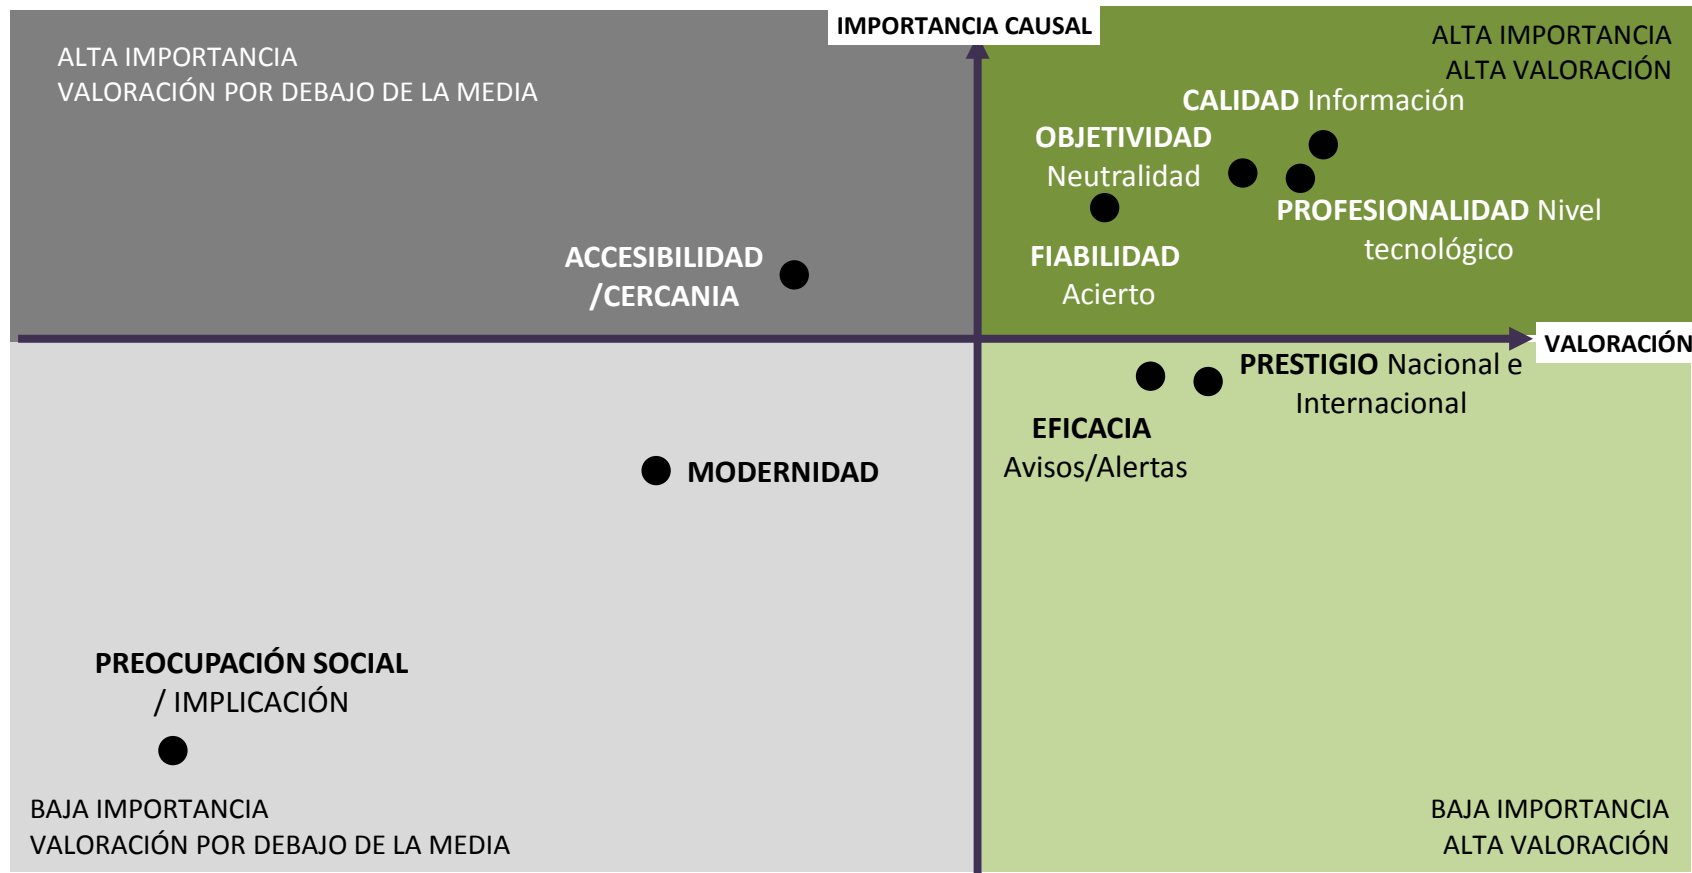 IMPORTANCIA CAUSAL
ALTA IMPORTANCIA
VALORACIÓN POR DEBAJO DE LA MEDIA
ALTA IMPORTANCIA
ALTA VALORACIÓN
CALIDAD Información
OBJETIVIDAD
Neutralidad
PROFESIONALIDAD Nivel
tecnológico
FIABILIDAD
Acierto
ACCESIBILIDAD
/CERCANIA
VALORACIÓN
PRESTIGIO Nacional e
Internacional
EFICACIA
Avisos/Alertas
MODERNIDAD
PREOCUPACIÓN SOCIAL
/ IMPLICACIÓN
BAJA IMPORTANCIA
VALORACIÓN POR DEBAJO DE LA MEDIA
BAJA IMPORTANCIA
ALTA VALORACIÓN